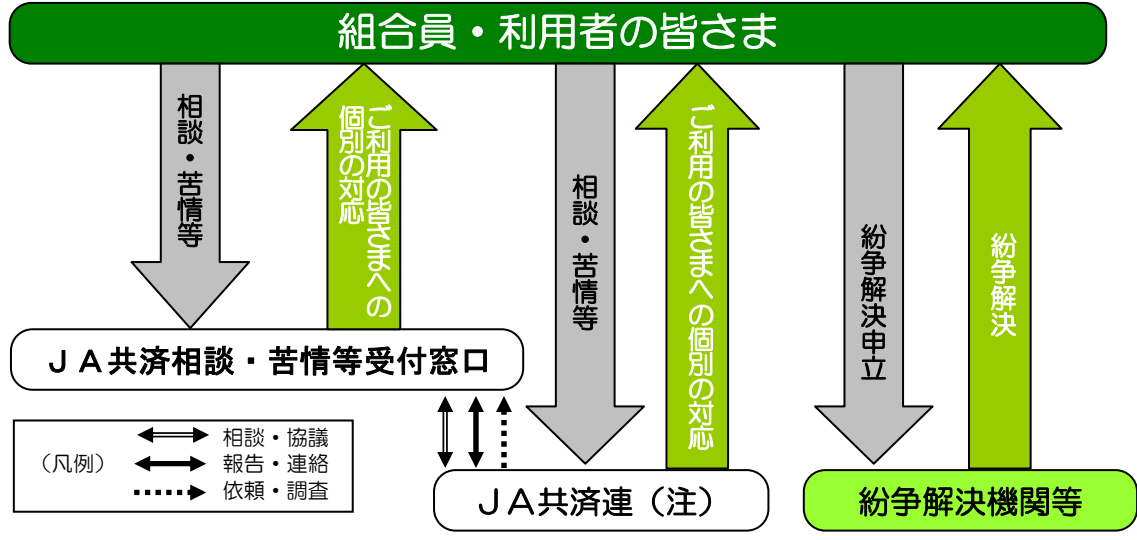 組合員・利用者の皆さま
相談・苦情等
ご利用の皆さまへの
個別の対応
相談・苦情等
ご利用の皆さまへの個別の対応
紛争解決申立
紛争解決
ＪＡ共済相談・苦情等受付窓口
（凡例）
相談・協議
報告・連絡
依頼・調査
ＪＡ共済連（注）
紛争解決機関等